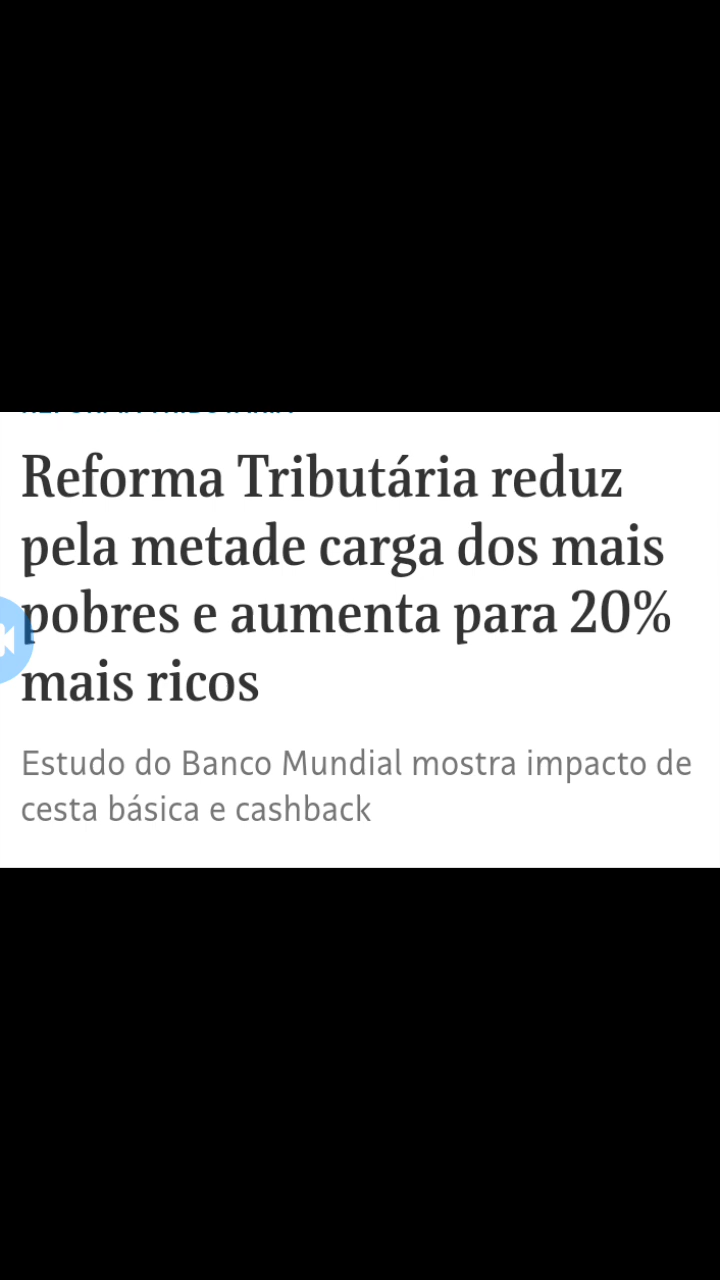 Reforma Tributária reduz
pela metade carga dos mais
pobres e aumenta para 20%
mais ricos
Estudo do Banco Mundial mostra impacto de
cesta básica e cashback